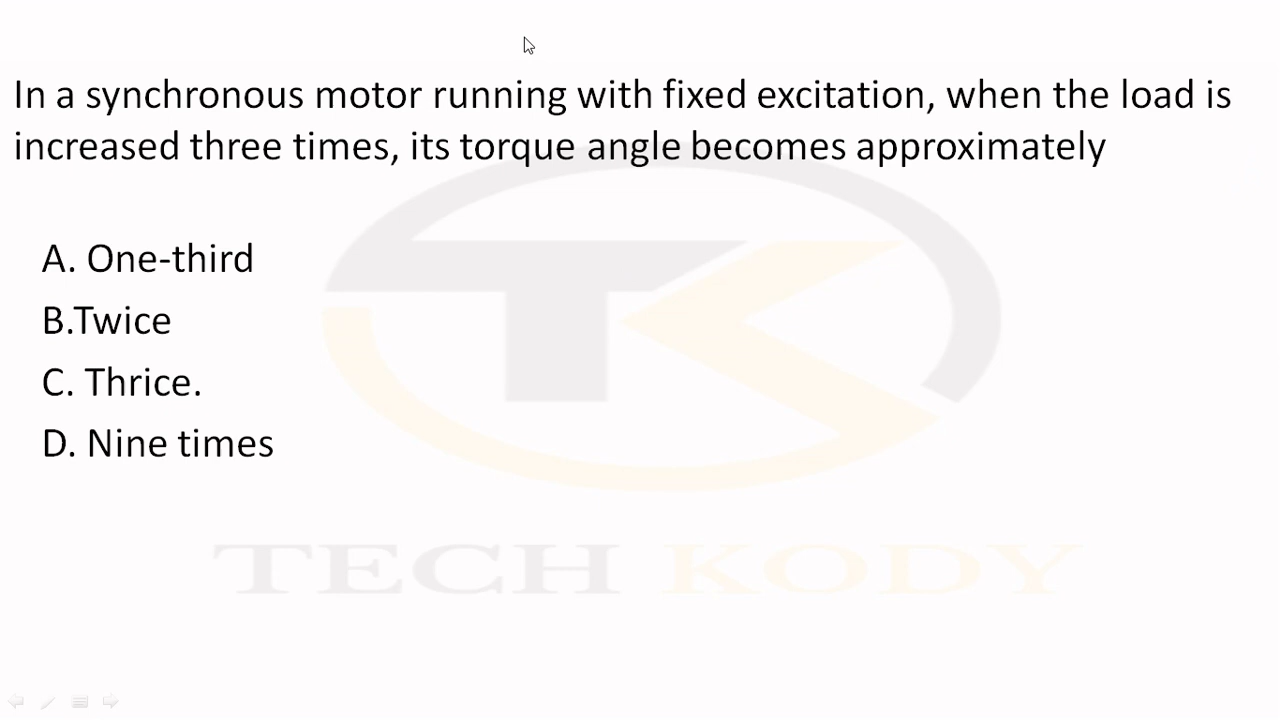 In a synchronous motor running with fixed excitation, when the load is
increased three times, its torque angle becomes approximately
A. One-third
B.Twice
C. Thrice.
D. Nine times
TECH KODY